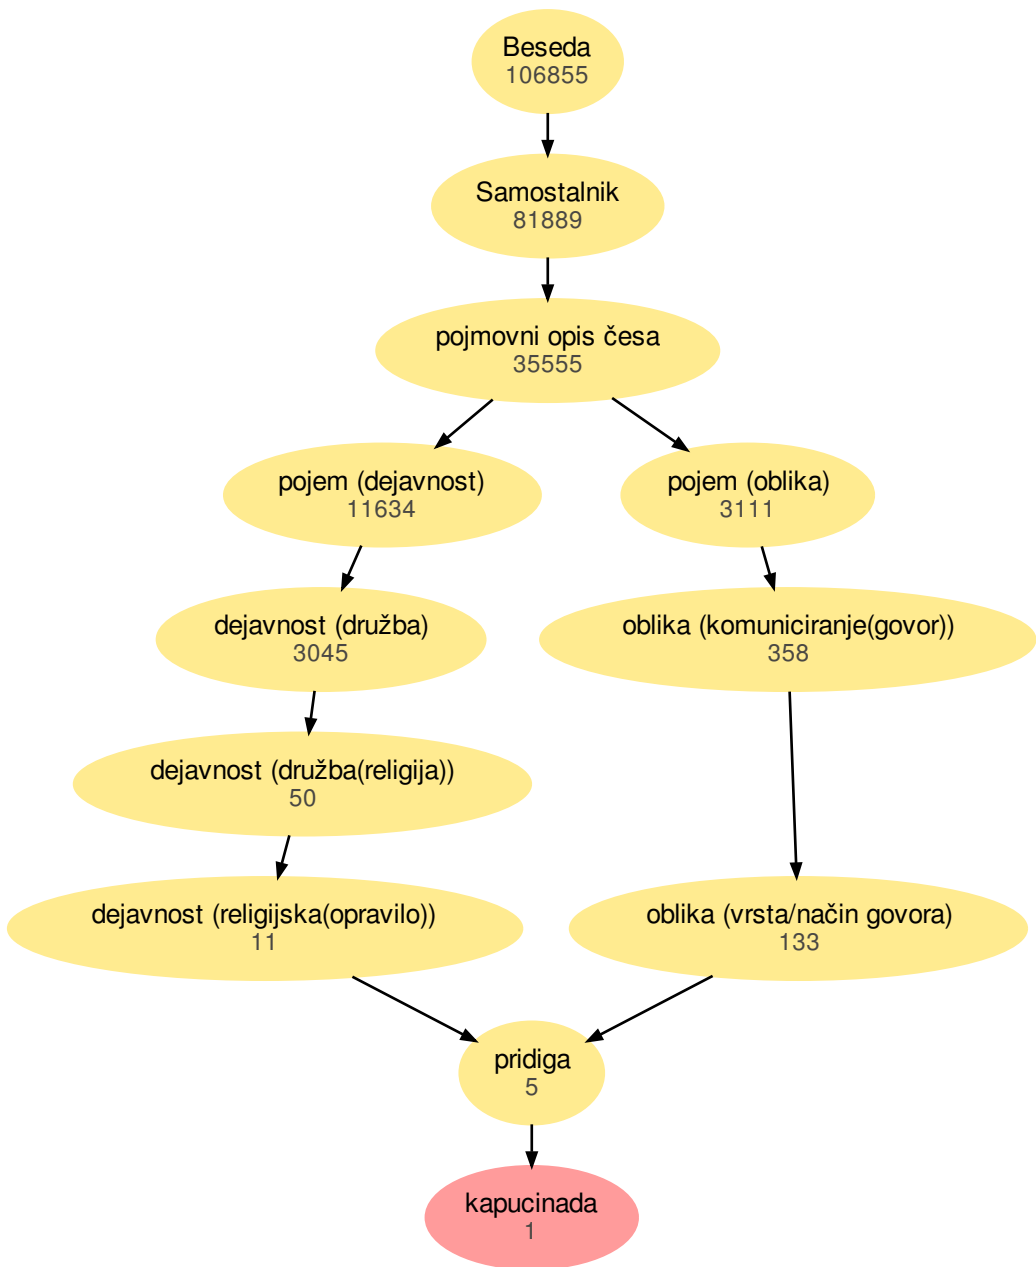 Beseda
106855
Samostalnik
81889
pojmovni opis česa
35555
pojem (dejavnost)
11634
pojem (oblika)
3111
dejavnost (družba)
3045
oblika (komuniciranje(govor))
358
dejavnost (družba(religija))
50
dejavnost (religijska(opravilo))
11
oblika (vrsta/način govora)
133
pridiga
5
kapucinada
1